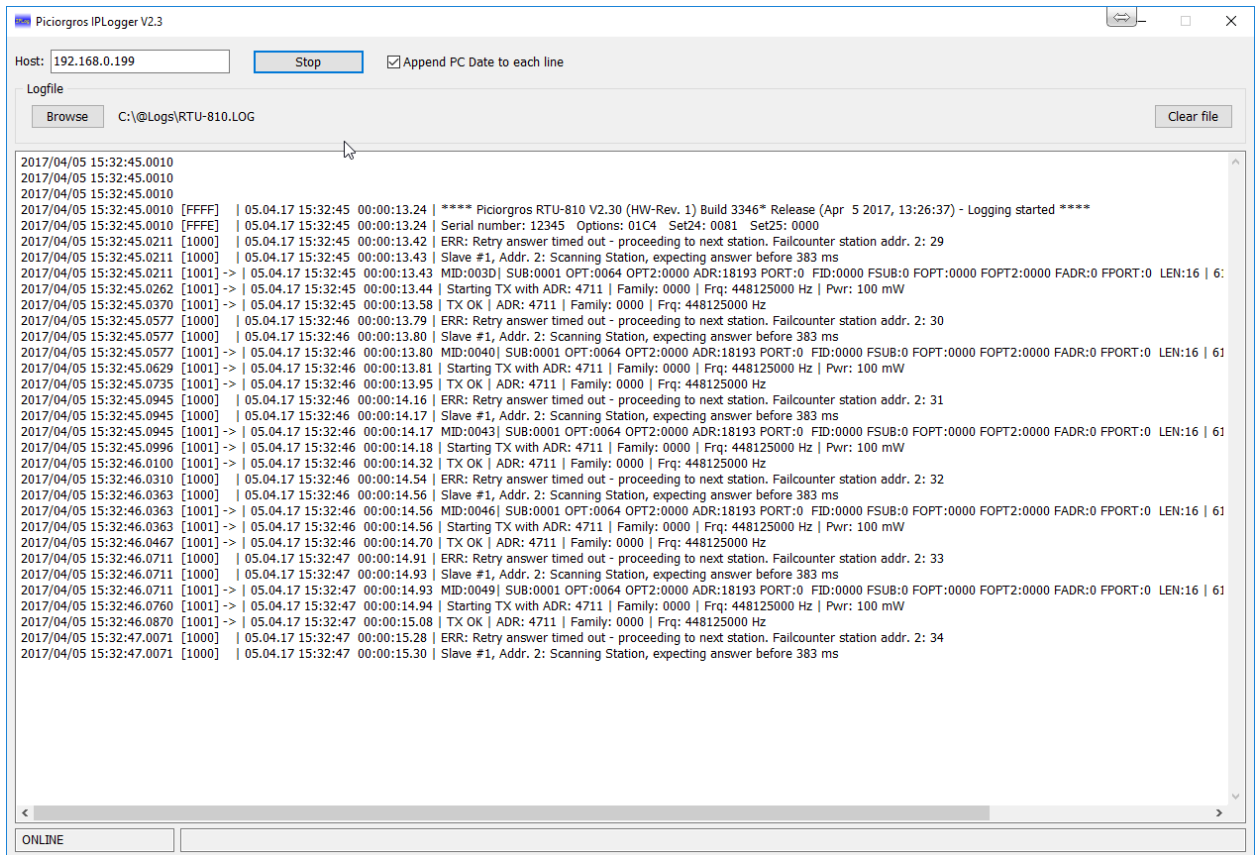 Piciorgros IPLogger V2.3
Host: 192.168.0.199 Stop Append PC Date to each line
Logfile
Browse C:\@Logs\RTU-810.LOG Clear file
2017/04/05 15:32:45.0010
2017/04/05 15:32:45.0010
2017/04/05 15:32:45.0010
2017/04/05 15:32:45.0010 [FFFF] | 05.04.17 15:32:45 00:00:13.24 | **** Piciorgros RTU-810 V2.30 (HW-Rev. 1) Build 3346* Release (Apr 5 2017, 13:26:37) - Logging started ****
2017/04/05 15:32:45.0010 [FFFF] | 05.04.17 15:32:45 00:00:13.24 | Serial number: 12345 Options: 01C4 Set24: 0081 Set25: 0000
2017/04/05 15:32:45.0211 [1000] | 05.04.17 15:32:45 00:00:13.42 | ERR: Retry answer timed out - proceeding to next station. Failcounter station addr. 2: 29
2017/04/05 15:32:45.0211 [1000] | 05.04.17 15:32:45 00:00:13.43 | Slave #1, Addr. 2: Scanning Station, expecting answer before 383 ms
2017/04/05 15:32:45.0211 [1001] -> | 05.04.17 15:32:45 00:00:13.43 MID:003D| SUB:0001 OPT:0064 OPT2:0000 ADR:18193 PORT:0 FID:0000 FSUB:0 FOPT:0000 FOPT2:0000 FADR:0 FPORT:0 LEN:16 | 61
2017/04/05 15:32:45.0262 [1001] -> | 05.04.17 15:32:45 00:00:13.44 | Starting TX with ADR: 4711 | Family: 0000 | Frq: 448125000 Hz | Pwr: 100 mW
2017/04/05 15:32:45.0370 [1001] -> | 05.04.17 15:32:45 00:00:13.58 | TX OK | ADR: 4711 | Family: 0000 | Frq: 448125000 Hz
2017/04/05 15:32:45.0577 [1000] | 05.04.17 15:32:46 00:00:13.79 | ERR: Retry answer timed out - proceeding to next station. Failcounter station addr. 2: 30
2017/04/05 15:32:45.0577 [1000] | 05.04.17 15:32:46 00:00:13.80 | Slave #1, Addr. 2: Scanning Station, expecting answer before 383 ms
2017/04/05 15:32:45.0577 [1001] -> | 05.04.17 15:32:46 00:00:13.80 MID:0040| SUB:0001 OPT:0064 OPT2:0000 ADR:18193 PORT:0 FID:0000 FSUB:0 FOPT:0000 FOPT2:0000 FADR:0 FPORT:0 LEN:16 | 61
2017/04/05 15:32:45.0629 [1001] -> | 05.04.17 15:32:46 00:00:13.81 | Starting TX with ADR: 4711 | Family: 0000 | Frq: 448125000 Hz | Pwr: 100 mW
2017/04/05 15:32:45.0735 [1001] -> | 05.04.17 15:32:46 00:00:13.95 | TX OK | ADR: 4711 | Family: 0000 | Frq: 448125000 Hz
2017/04/05 15:32:45.0945 [1000] | 05.04.17 15:32:46 00:00:14.16 | ERR: Retry answer timed out - proceeding to next station. Failcounter station addr. 2: 31
2017/04/05 15:32:45.0945 [1000] | 05.04.17 15:32:46 00:00:14.17 | Slave #1, Addr. 2: Scanning Station, expecting answer before 383 ms
2017/04/05 15:32:45.0945 [1001] -> | 05.04.17 15:32:46 00:00:14.17 MID:0043| SUB:0001 OPT:0064 OPT2:0000 ADR:18193 PORT:0 FID:0000 FSUB:0 FOPT:0000 FOPT2:0000 FADR:0 FPORT:0 LEN:16 | 61
2017/04/05 15:32:45.0996 [1001] -> | 05.04.17 15:32:46 00:00:14.18 | Starting TX with ADR: 4711 | Family: 0000 | Frq: 448125000 Hz | Pwr: 100 mW
2017/04/05 15:32:46.0100 [1001] -> | 05.04.17 15:32:46 00:00:14.32 | TX OK | ADR: 4711 | Family: 0000 | Frq: 448125000 Hz
2017/04/05 15:32:46.0310 [1000] | 05.04.17 15:32:46 00:00:14.54 | ERR: Retry answer timed out - proceeding to next station. Failcounter station addr. 2: 32
2017/04/05 15:32:46.0363 [1000] | 05.04.17 15:32:46 00:00:14.56 | Slave #1, Addr. 2: Scanning Station, expecting answer before 383 ms
2017/04/05 15:32:46.0363 [1001] -> | 05.04.17 15:32:46 00:00:14.56 MID:0046| SUB:0001 OPT:0064 OPT2:0000 ADR:18193 PORT:0 FID:0000 FSUB:0 FOPT:0000 FOPT2:0000 FADR:0 FPORT:0 LEN:16 | 61
2017/04/05 15:32:46.0363 [1001] -> | 05.04.17 15:32:46 00:00:14.56 | Starting TX with ADR: 4711 | Family: 0000 | Frq: 448125000 Hz | Pwr: 100 mW
2017/04/05 15:32:46.0467 [1001] -> | 05.04.17 15:32:46 00:00:14.70 | TX OK | ADR: 4711 | Family: 0000 | Frq: 448125000 Hz
2017/04/05 15:32:46.0711 [1000] | 05.04.17 15:32:47 00:00:14.91 | ERR: Retry answer timed out - proceeding to next station. Failcounter station addr. 2: 33
2017/04/05 15:32:46.0711 [1000] | 05.04.17 15:32:47 00:00:14.93 | Slave #1, Addr. 2: Scanning Station, expecting answer before 383 ms
2017/04/05 15:32:46.0711 [1001] -> | 05.04.17 15:32:47 00:00:14.93 MID:0049| SUB:0001 OPT:0064 OPT2:0000 ADR:18193 PORT:0 FID:0000 FSUB:0 FOPT:0000 FOPT2:0000 FADR:0 FPORT:0 LEN:16 | 61
2017/04/05 15:32:46.0760 [1001] -> | 05.04.17 15:32:47 00:00:14.94 | Starting TX with ADR: 4711 | Family: 0000 | Frq: 448125000 Hz | Pwr: 100 mW
2017/04/05 15:32:46.0870 [1001] -> | 05.04.17 15:32:47 00:00:15.08 | TX OK | ADR: 4711 | Family: 0000 | Frq: 448125000 Hz
2017/04/05 15:32:47.0071 [1000] | 05.04.17 15:32:47 00:00:15.28 | ERR: Retry answer timed out - proceeding to next station. Failcounter station addr. 2: 34
2017/04/05 15:32:47.0071 [1000] | 05.04.17 15:32:47 00:00:15.30 | Slave #1, Addr. 2: Scanning Station, expecting answer before 383 ms
ONLINE